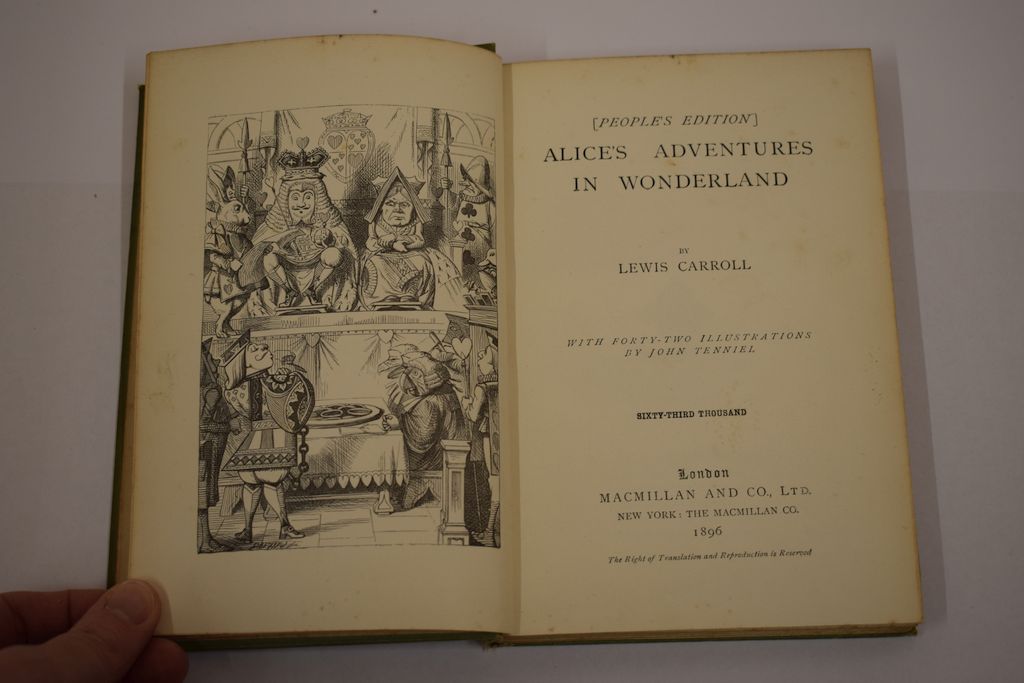 [PEOPLE'S EDITION]
ALICE'S ADVENTURES
IN WONDERLAND
BY
LEWIS CARROLL
WITH FORTY-TWO ILLUSTRATIONS
BY JOHN TENNIEL
SIXTY-THIRD THOUSAND
London
MACMILLAN AND CO., LTD.
NEW YORK: THE MACMILLAN CO.
1896
The Right of Translation and Reproduction is Reserved